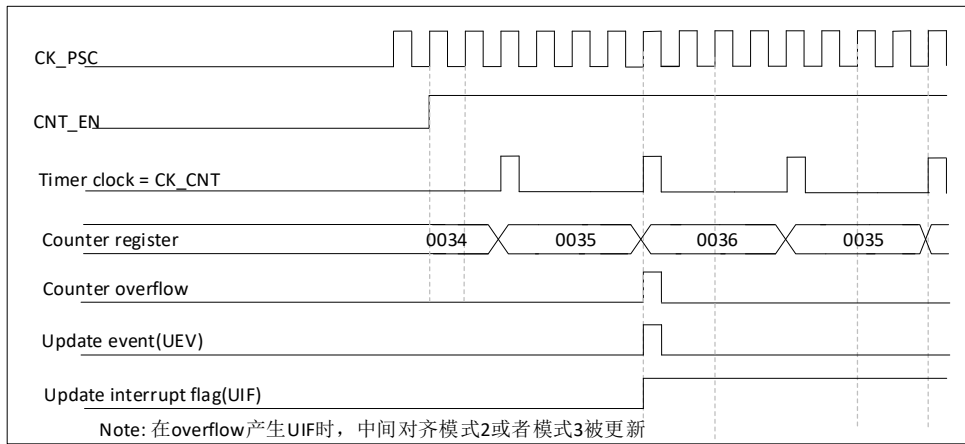 CK_PSC
CNT_EN
Timer clock = CK_CNT
Counter register 0034 0035 0036 0035
Counter overflow
Update event(UEV)
Update interrupt flag(UIF)
Note: 在overflow产生UIF时，中间对齐模式2或者模式3被更新